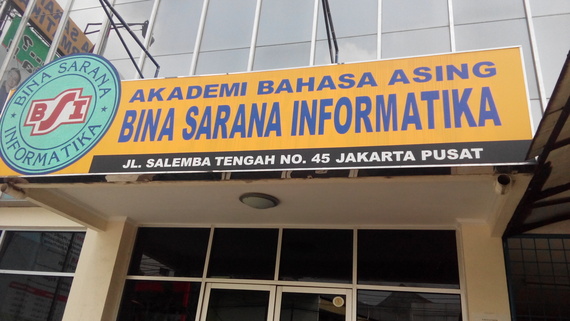 BINA SARANA
BSI
INFORMATIKA
AKADEMI BAHASA ASING
BINA SARANA INFORMATIKA
JL. SALEMBA TENGAH NO. 45 JAKARTA PUSAT